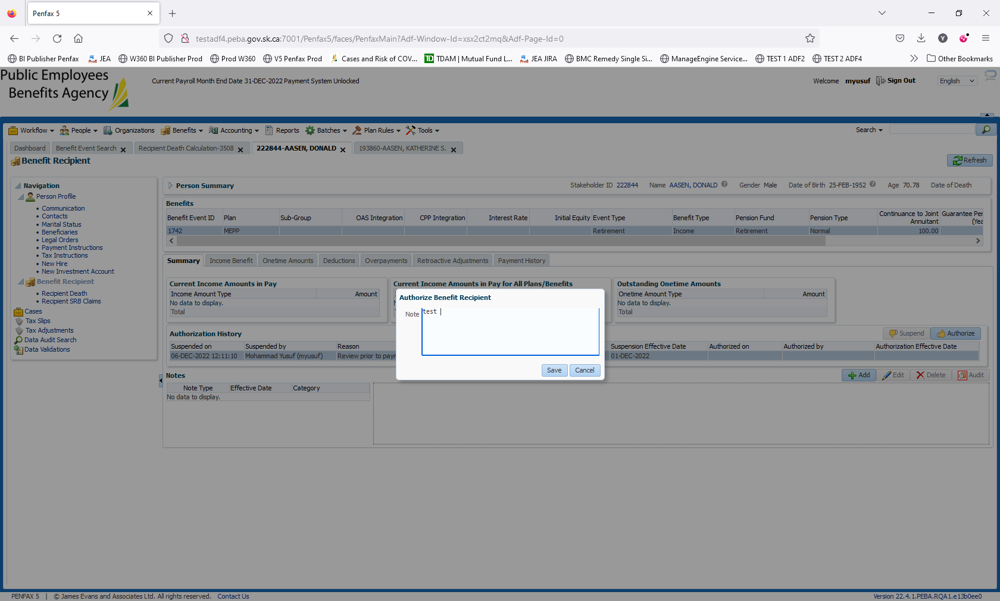 Penfax 5
testadf4.peba.gov.sk.ca:7001/Penfax5/faces/PenfaxMain?Adf-Window-Id=xsx2ct2mq&Adf-Page-Id=0
BI Publisher Penfax JEA W360 BI Publisher Prod Prod W360 V5 Penfax Prod Cases and Risk of COV... TDAM | Mutual Fund L... JEA JIRA BMC Remedy Single Si... ManageEngine Service... TEST 1 ADF2 TEST 2 ADF4 Other Bookmarks
Public Employees
Benefits Agency
Current Payroll Month End Date 31-DEC-2022 Payment System Unlocked
Welcome myusuf Sign Out English
Workflow People Organizations Benefits Accounting Reports Batches Plan Rules Tools Search
Dashboard Benefit Event Search Recipient Death Calculation-3508 222844-AASEN, DONALD 193860-AASEN, KATHERINE S.
Benefit Recipient Refresh
Navigation
Person Profile
Communication
Contacts
Marital Status
Beneficiaries
Legal Orders
Payment Instructions
Tax Instructions
New Hire
New Investment Account
Benefit Recipient
Recipient Death
Recipient SRB Claims
Cases
Tax Slips
Tax Adjustments
Data Audit Search
Data Validations
Person Summary Stakeholder ID 222844 Name AASEN, DONALD Gender Male Date of Birth 25-FEB-1952 Age 70.78 Date of Death
Benefits
Benefit Event ID Plan Sub-Group OAS Integration CPP Integration Interest Rate Initial Equity Event Type Benefit Type Pension Fund Pension Type Continuance to Joint Annuitant Guarantee Per (Yea
1742 MEPP Retirement Income Retirement Normal 100.00
Summary Income Benefit Onetime Amounts Deductions Overpayments Retroactive Adjustments Payment History
Current Income Amounts in Pay
Income Amount Type Amount
No data to display.
Total
Current Income Amounts in Pay for All Plans/Benefits
Outstanding Onetime Amounts
Onetime Amount Type Amount
No data to display.
Total
Authorize Benefit Recipient
Note test
Save Cancel
Authorization History Suspend Authorize
Suspended on Suspended by Reason Suspension Effective Date Authorized on Authorized by Authorization Effective Date
06-DEC-2022 12:11:10 Mohammad Yusuf (myusuf) Review prior to payr 01-DEC-2022
Notes Add Edit Delete Audit
Note Type Effective Date Category
No data to display.
PENFAX 5 | © James Evans and Associates Ltd. All rights reserved. Contact Us
Version 22.4.1.PEBA.RQA1.e13b0ee0